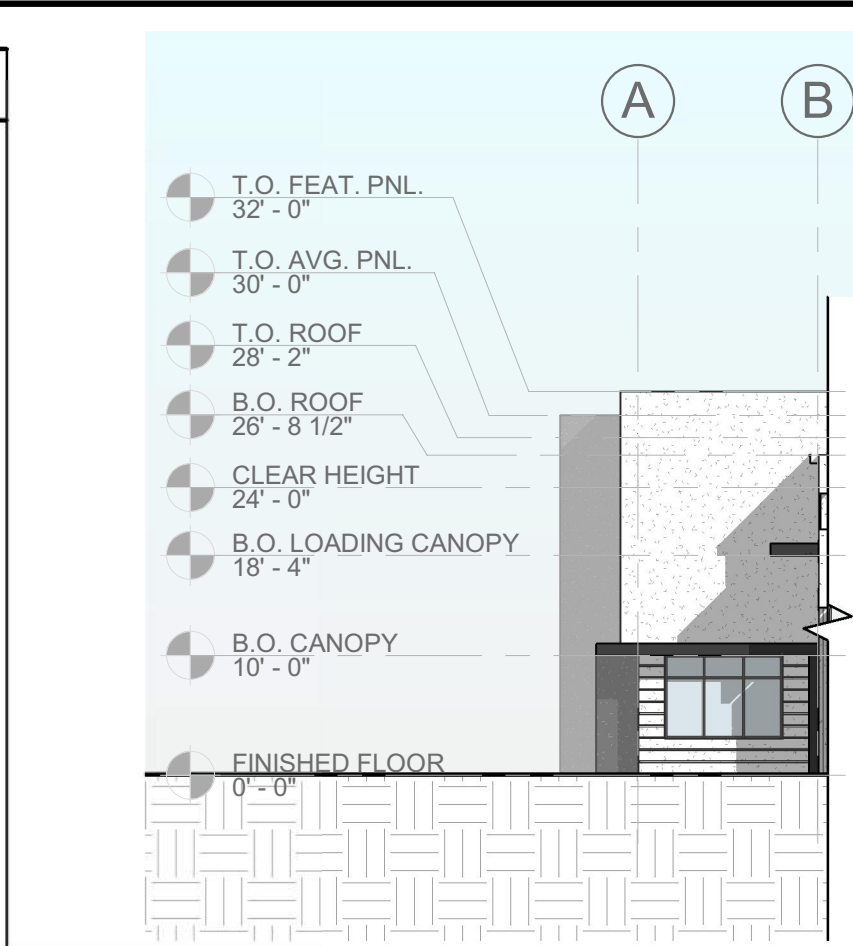 A
B
T.O. FEAT. PNL.
32' - 0"
T.O. AVG. PNL.
30' - 0"
T.O. ROOF
28' - 2"
B.O. ROOF
26' - 8 1/2"
CLEAR HEIGHT
24' - 0"
B.O. LOADING CANOPY
18' - 4"
B.O. CANOPY
10' - 0"
FINISHED FLOOR
0' - 0"